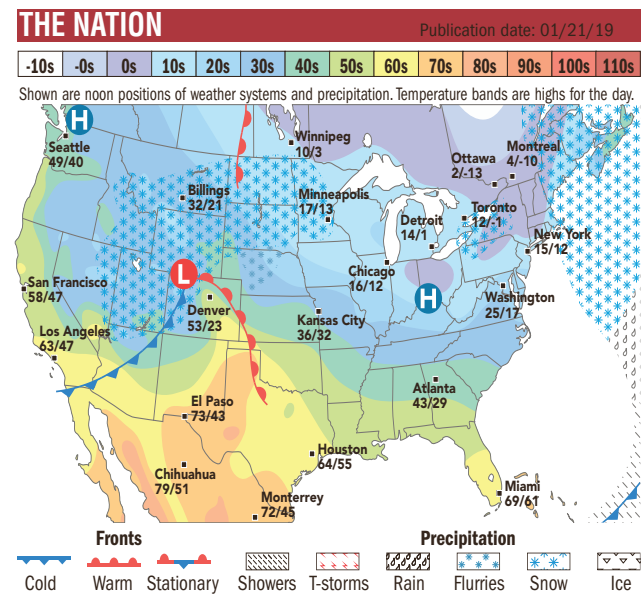 THE NATION
Publication date: 01/21/19
-10s -0s 0s 10s 20s 30s 40s 50s 60s 70s 80s 90s 100s 110s
Shown are noon positions of weather systems and precipitation. Temperature bands are highs for the day.
H
Seattle
49/40
Winnipeg
10/3
Ottawa
2/-13
Montreal
4/-10
Billings
32/21
Minneapolis
17/13
Toronto
12/-1
Detroit
14/1
New York
15/12
San Francisco
58/47
L
Chicago
16/12
H
Washington
25/17
Denver
53/23
Kansas City
36/32
Los Angeles
63/47
Atlanta
43/29
El Paso
73/43
Houston
64/55
Chihuahua
79/51
Miami
69/61
Monterrey
72/45
Fronts
Precipitation
Cold Warm Stationary Showers T-storms Rain Flurries Snow Ice